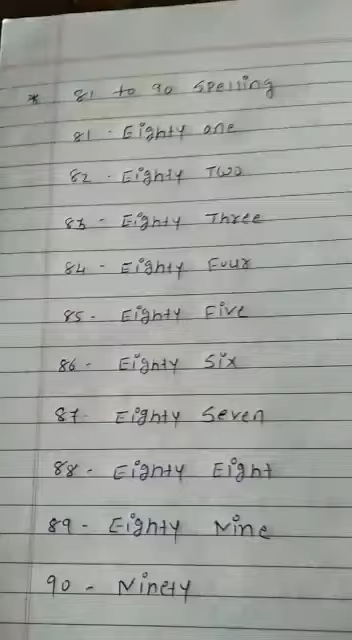 * 81 to 90 Spelling
81 - Eighty one
82 - Eighty Two
83 - Eighty Three
84 - Eighty Four
85 - Eighty Five
86 - Eighty Six
87 - Eighty Seven
88 - Eighty Eight
89 - Eighty Nine
90 - Ninety